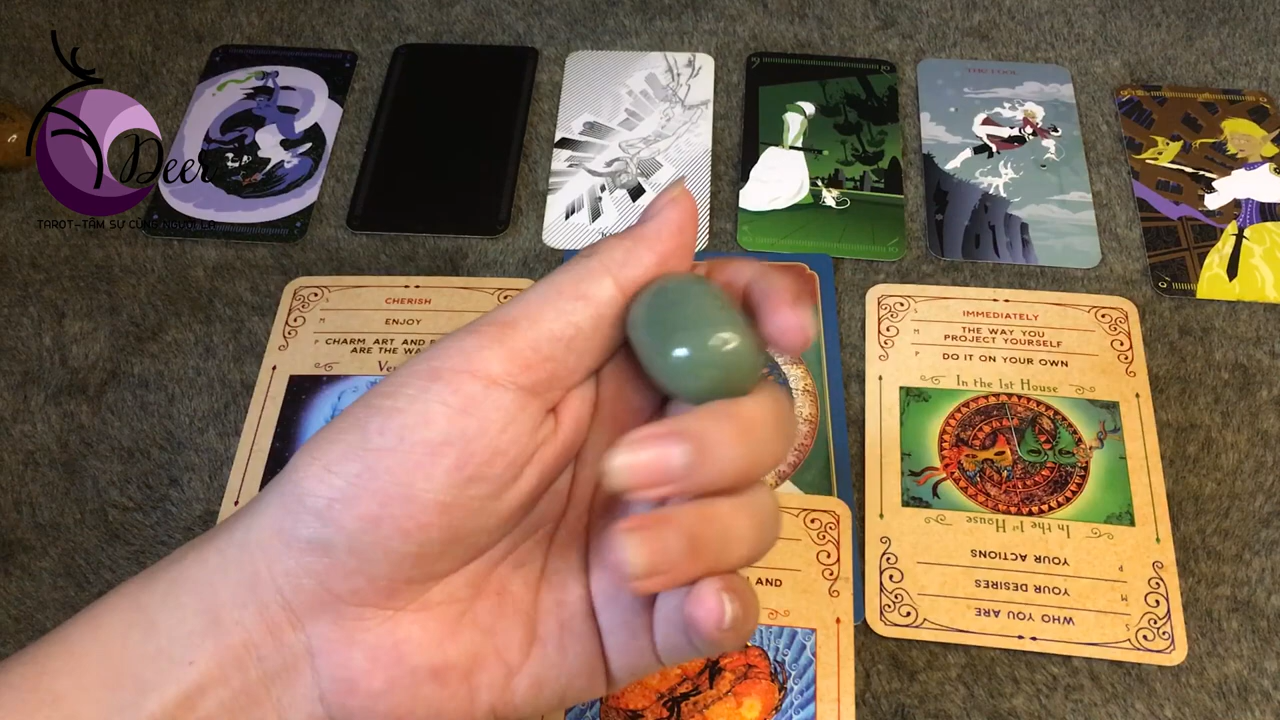 Deer
TAROT-TÂM SỰ CÙNG NGƯỜI
THE FOOL
CHERISH
S
M
ENJOY
P
CHARM ART AND
ARE THE WA
S
IMMEDIATELY
M
THE WAY YOU
PROJECT YOURSELF
P
DO IT ON YOUR OWN
In the 1st House
In the 1st House
P
YOUR ACTIONS
M
YOUR DESIRES
S
WHO YOU ARE
AND